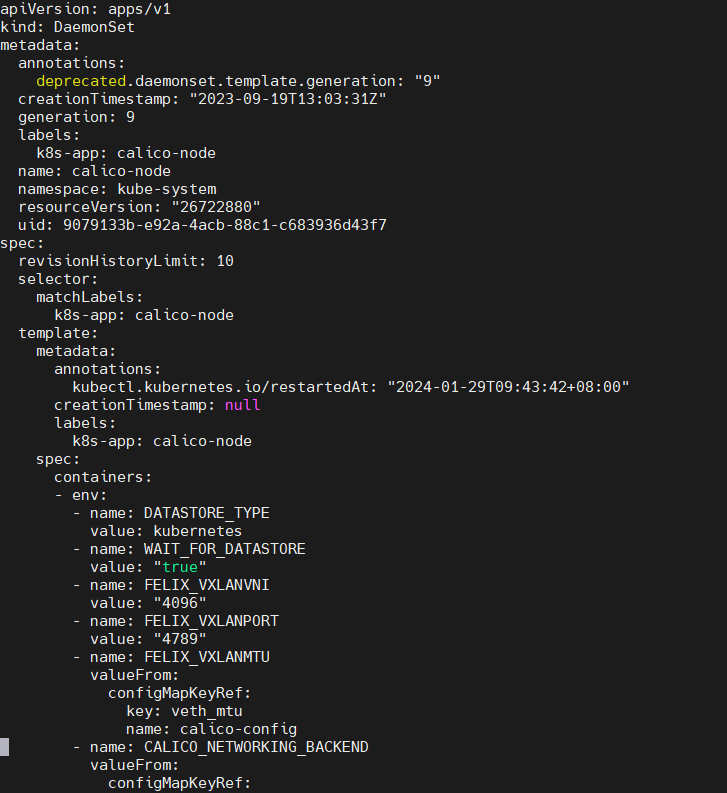 apiVersion: apps/v1
kind: DaemonSet
metadata:
  annotations:
    deprecated.daemonset.template.generation: "9"
  creationTimestamp: "2023-09-19T13:03:31Z"
  generation: 9
  labels:
    k8s-app: calico-node
  name: calico-node
  namespace: kube-system
  resourceVersion: "26722880"
  uid: 9079133b-e92a-4acb-88c1-c683936d43f7
spec:
  revisionHistoryLimit: 10
  selector:
    matchLabels:
      k8s-app: calico-node
  template:
    metadata:
      annotations:
        kubectl.kubernetes.io/restartedAt: "2024-01-29T09:43:42+08:00"
      creationTimestamp: null
      labels:
        k8s-app: calico-node
    spec:
      containers:
      - env:
        - name: DATASTORE_TYPE
          value: kubernetes
        - name: WAIT_FOR_DATASTORE
          value: "true"
        - name: FELIX_VXLANVNI
          value: "4096"
        - name: FELIX_VXLANPORT
          value: "4789"
        - name: FELIX_VXLANMTU
          valueFrom:
            configMapKeyRef:
              key: veth_mtu
              name: calico-config
        - name: CALICO_NETWORKING_BACKEND
          valueFrom:
            configMapKeyRef: